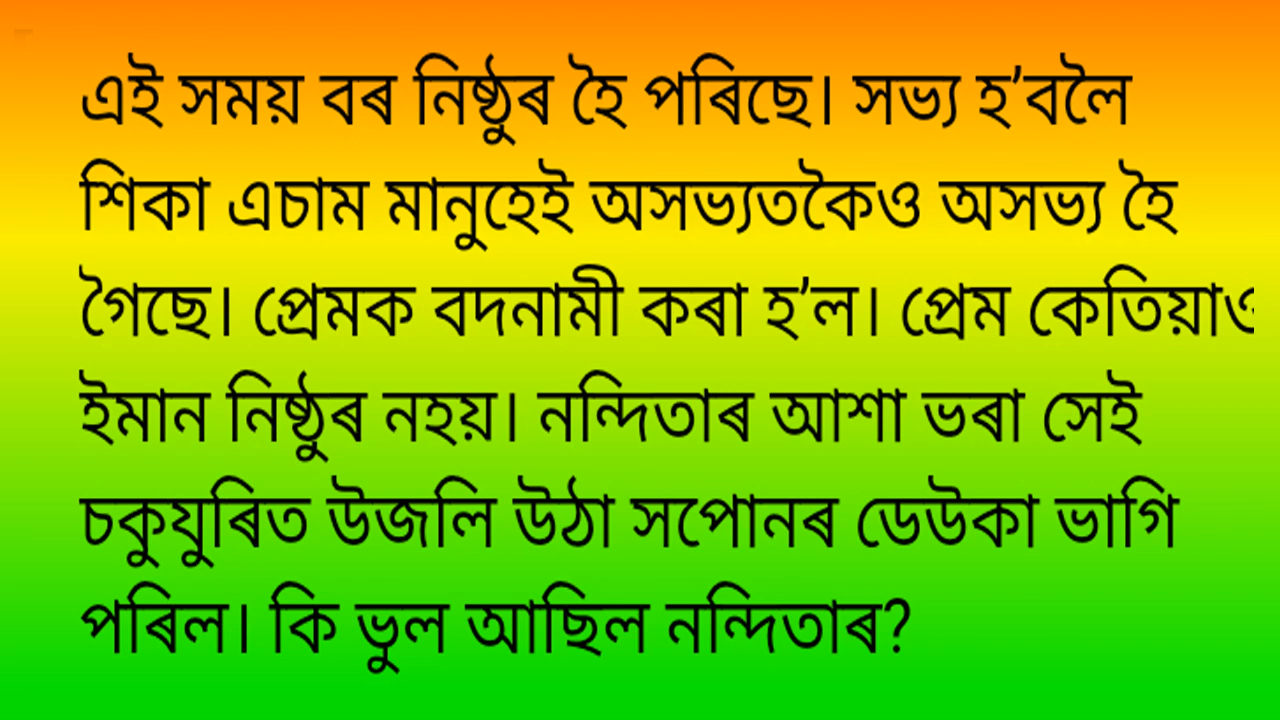 এই সময় বৰ নিষ্ঠুৰ হৈ পৰিছে। সভ্য হ’বলৈ
শিকা এচাম মানুহেই অসভ্যতকৈও অসভ্য হৈ
গৈছে। প্ৰেমক বদনামী কৰা হ’ল। প্ৰেম কেতিয়াও
ইমান নিষ্ঠুৰ নহয়। নন্দিতাৰ আশা ভৰা সেই
চকুযুৰিত উজলি উঠা সপোনৰ ডেউকা ভাগি
পৰিল। কি ভুল আছিল নন্দিতাৰ?